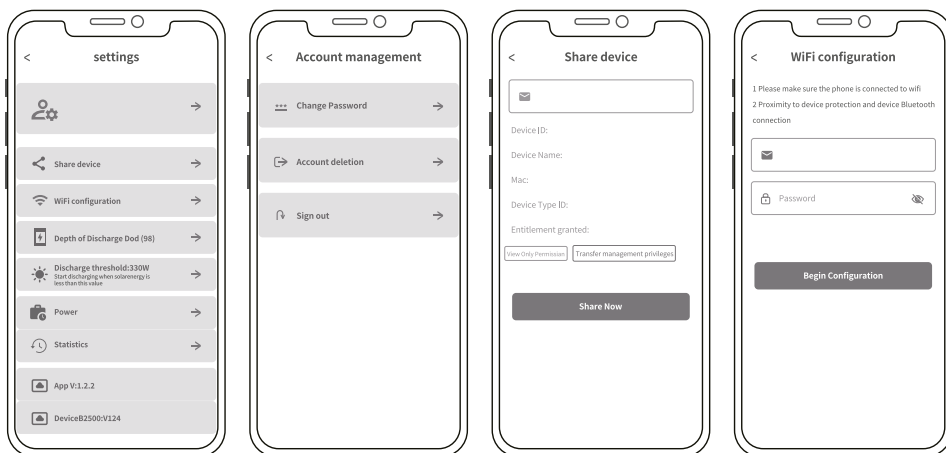 < settings
Share device
WiFi configuration
Depth of Discharge Dod (98)
Discharge threshold:330W
Start discharging when solarenergy is
less than this value
Power
Statistics
App V:1.2.2
DeviceB2500:V124
< Account management
Change Password
Account deletion
Sign out
< Share device
Device ID:
Device Name:
Mac:
Device Type ID:
Entitlement granted:
View Only Permission Transfer management privileges
Share Now
< WiFi configuration
1 Please make sure the phone is connected to wifi
2 Proximity to device protection and device Bluetooth
connection
Password
Begin Configuration